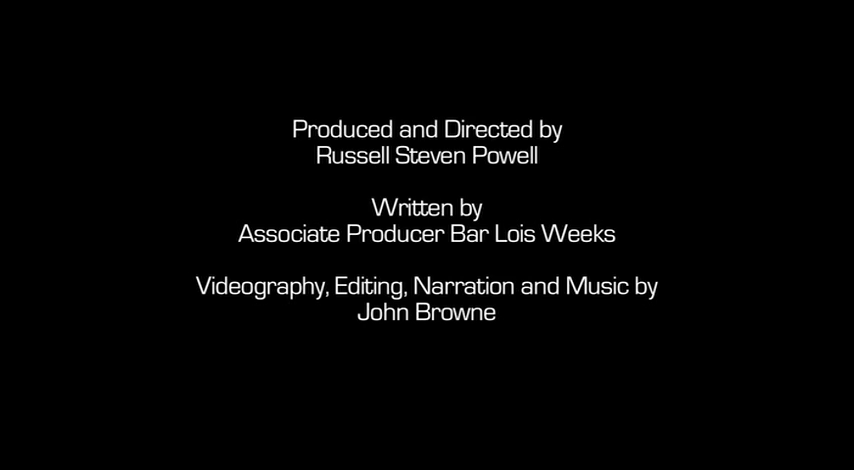 Produced and Directed by
Russell Steven Powell
Written by
Associate Producer Bar Lois Weeks
Videography, Editing, Narration and Music by
John Browne